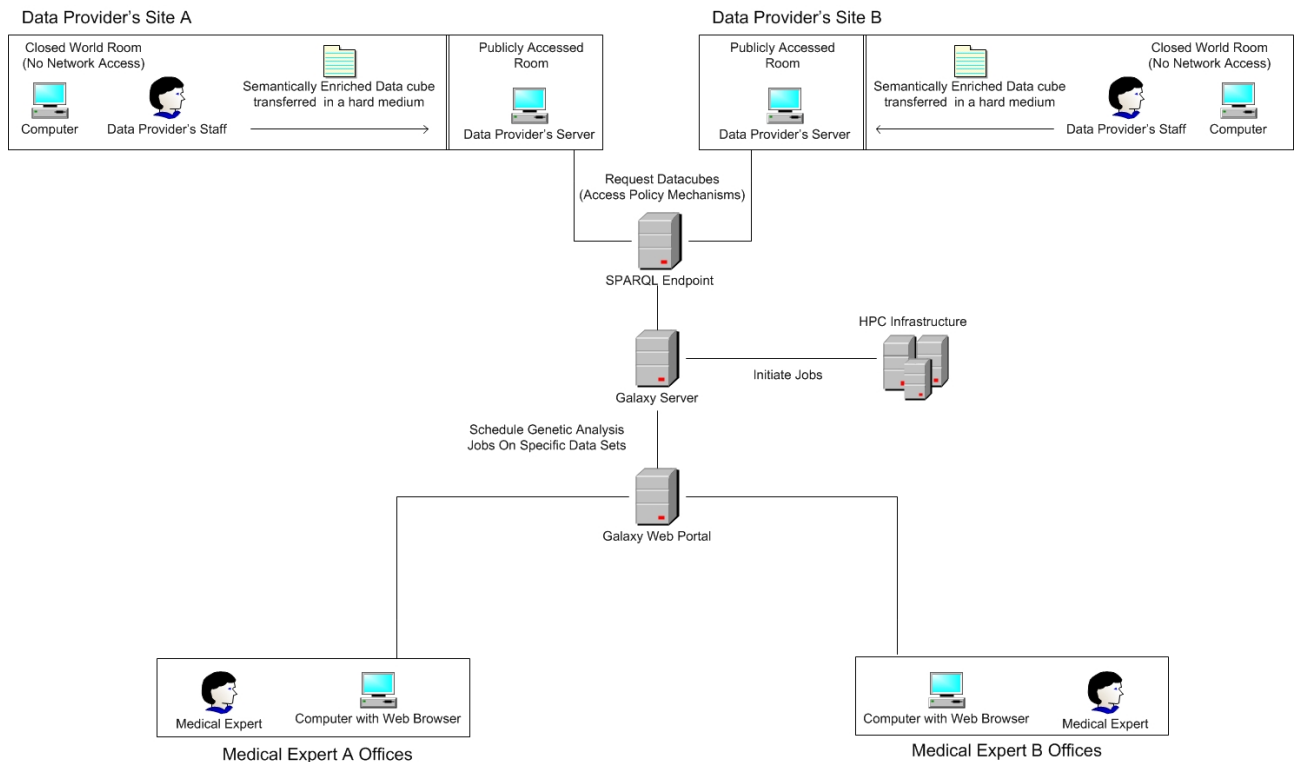 Data Provider's Site A
Data Provider's Site B
Closed World Room
(No Network Access)
Computer
Data Provider's Staff
Semantically Enriched Data cube
transferred in a hard medium
Publicly Accessed
Room
Data Provider's Server
Publicly Accessed
Room
Data Provider's Server
Semantically Enriched Data cube
transferred in a hard medium
Data Provider's Staff
Closed World Room
(No Network Access)
Computer
Request Datacubes
(Access Policy Mechanisms)
SPARQL Endpoint
HPC Infrastructure
Initiate Jobs
Galaxy Server
Schedule Genetic Analysis
Jobs On Specific Data Sets
Galaxy Web Portal
Medical Expert
Computer with Web Browser
Medical Expert A Offices
Computer with Web Browser
Medical Expert
Medical Expert B Offices